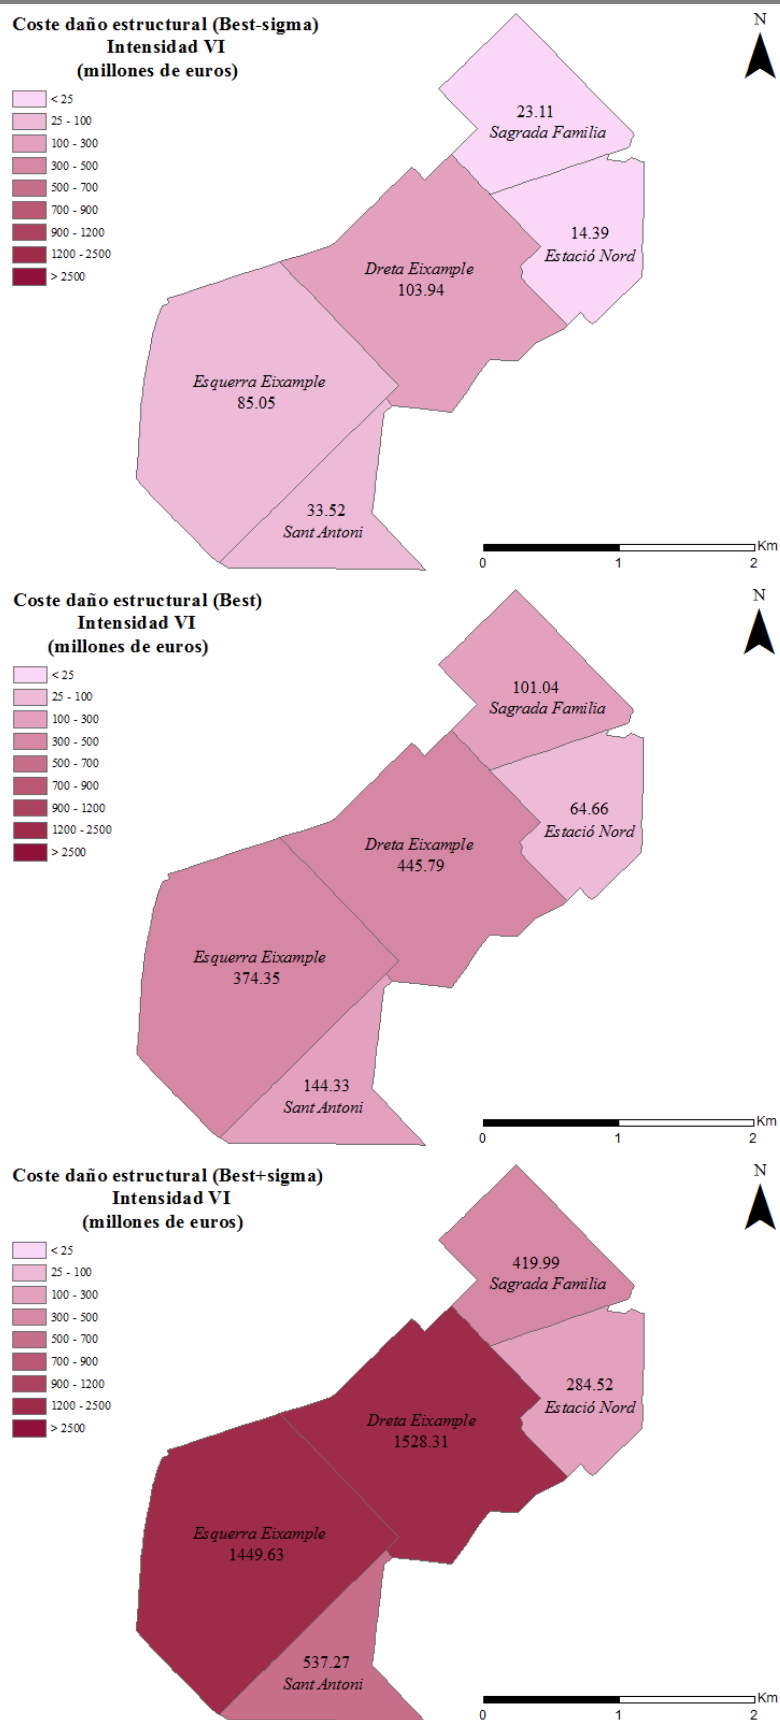 Coste daño estructural (Best-sigma)
Intensidad VI
(millones de euros)
< 25
25 - 100
100 - 300
300 - 500
500 - 700
700 - 900
900 - 1200
1200 - 2500
> 2500
N
23.11
Sagrada Familia
14.39
Estació Nord
Dreta Eixample
103.94
Esquerra Eixample
85.05
33.52
Sant Antoni
Km
0 1 2
Coste daño estructural (Best)
Intensidad VI
(millones de euros)
< 25
25 - 100
100 - 300
300 - 500
500 - 700
700 - 900
900 - 1200
1200 - 2500
> 2500
N
101.04
Sagrada Familia
64.66
Estació Nord
Dreta Eixample
445.79
Esquerra Eixample
374.35
144.33
Sant Antoni
Km
0 1 2
Coste daño estructural (Best+sigma)
Intensidad VI
(millones de euros)
< 25
25 - 100
100 - 300
300 - 500
500 - 700
700 - 900
900 - 1200
1200 - 2500
> 2500
N
419.99
Sagrada Familia
284.52
Estació Nord
Dreta Eixample
1528.31
Esquerra Eixample
1449.63
537.27
Sant Antoni
Km
0 1 2